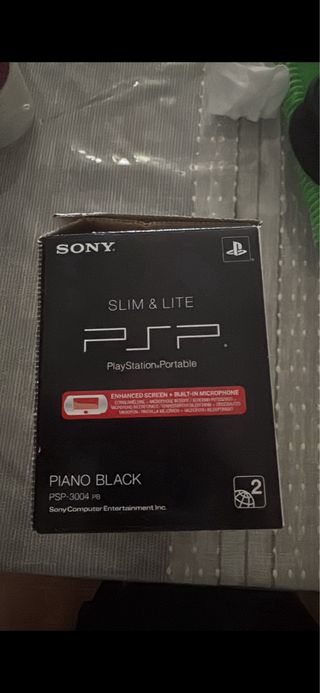 SONY
SLIM & LITE
PSP
PlayStation®Portable
ENHANCED SCREEN + BUILT-IN MICROPHONE
PIANO BLACK
PSP-3004 PB
Sony Computer Entertainment Inc.
2